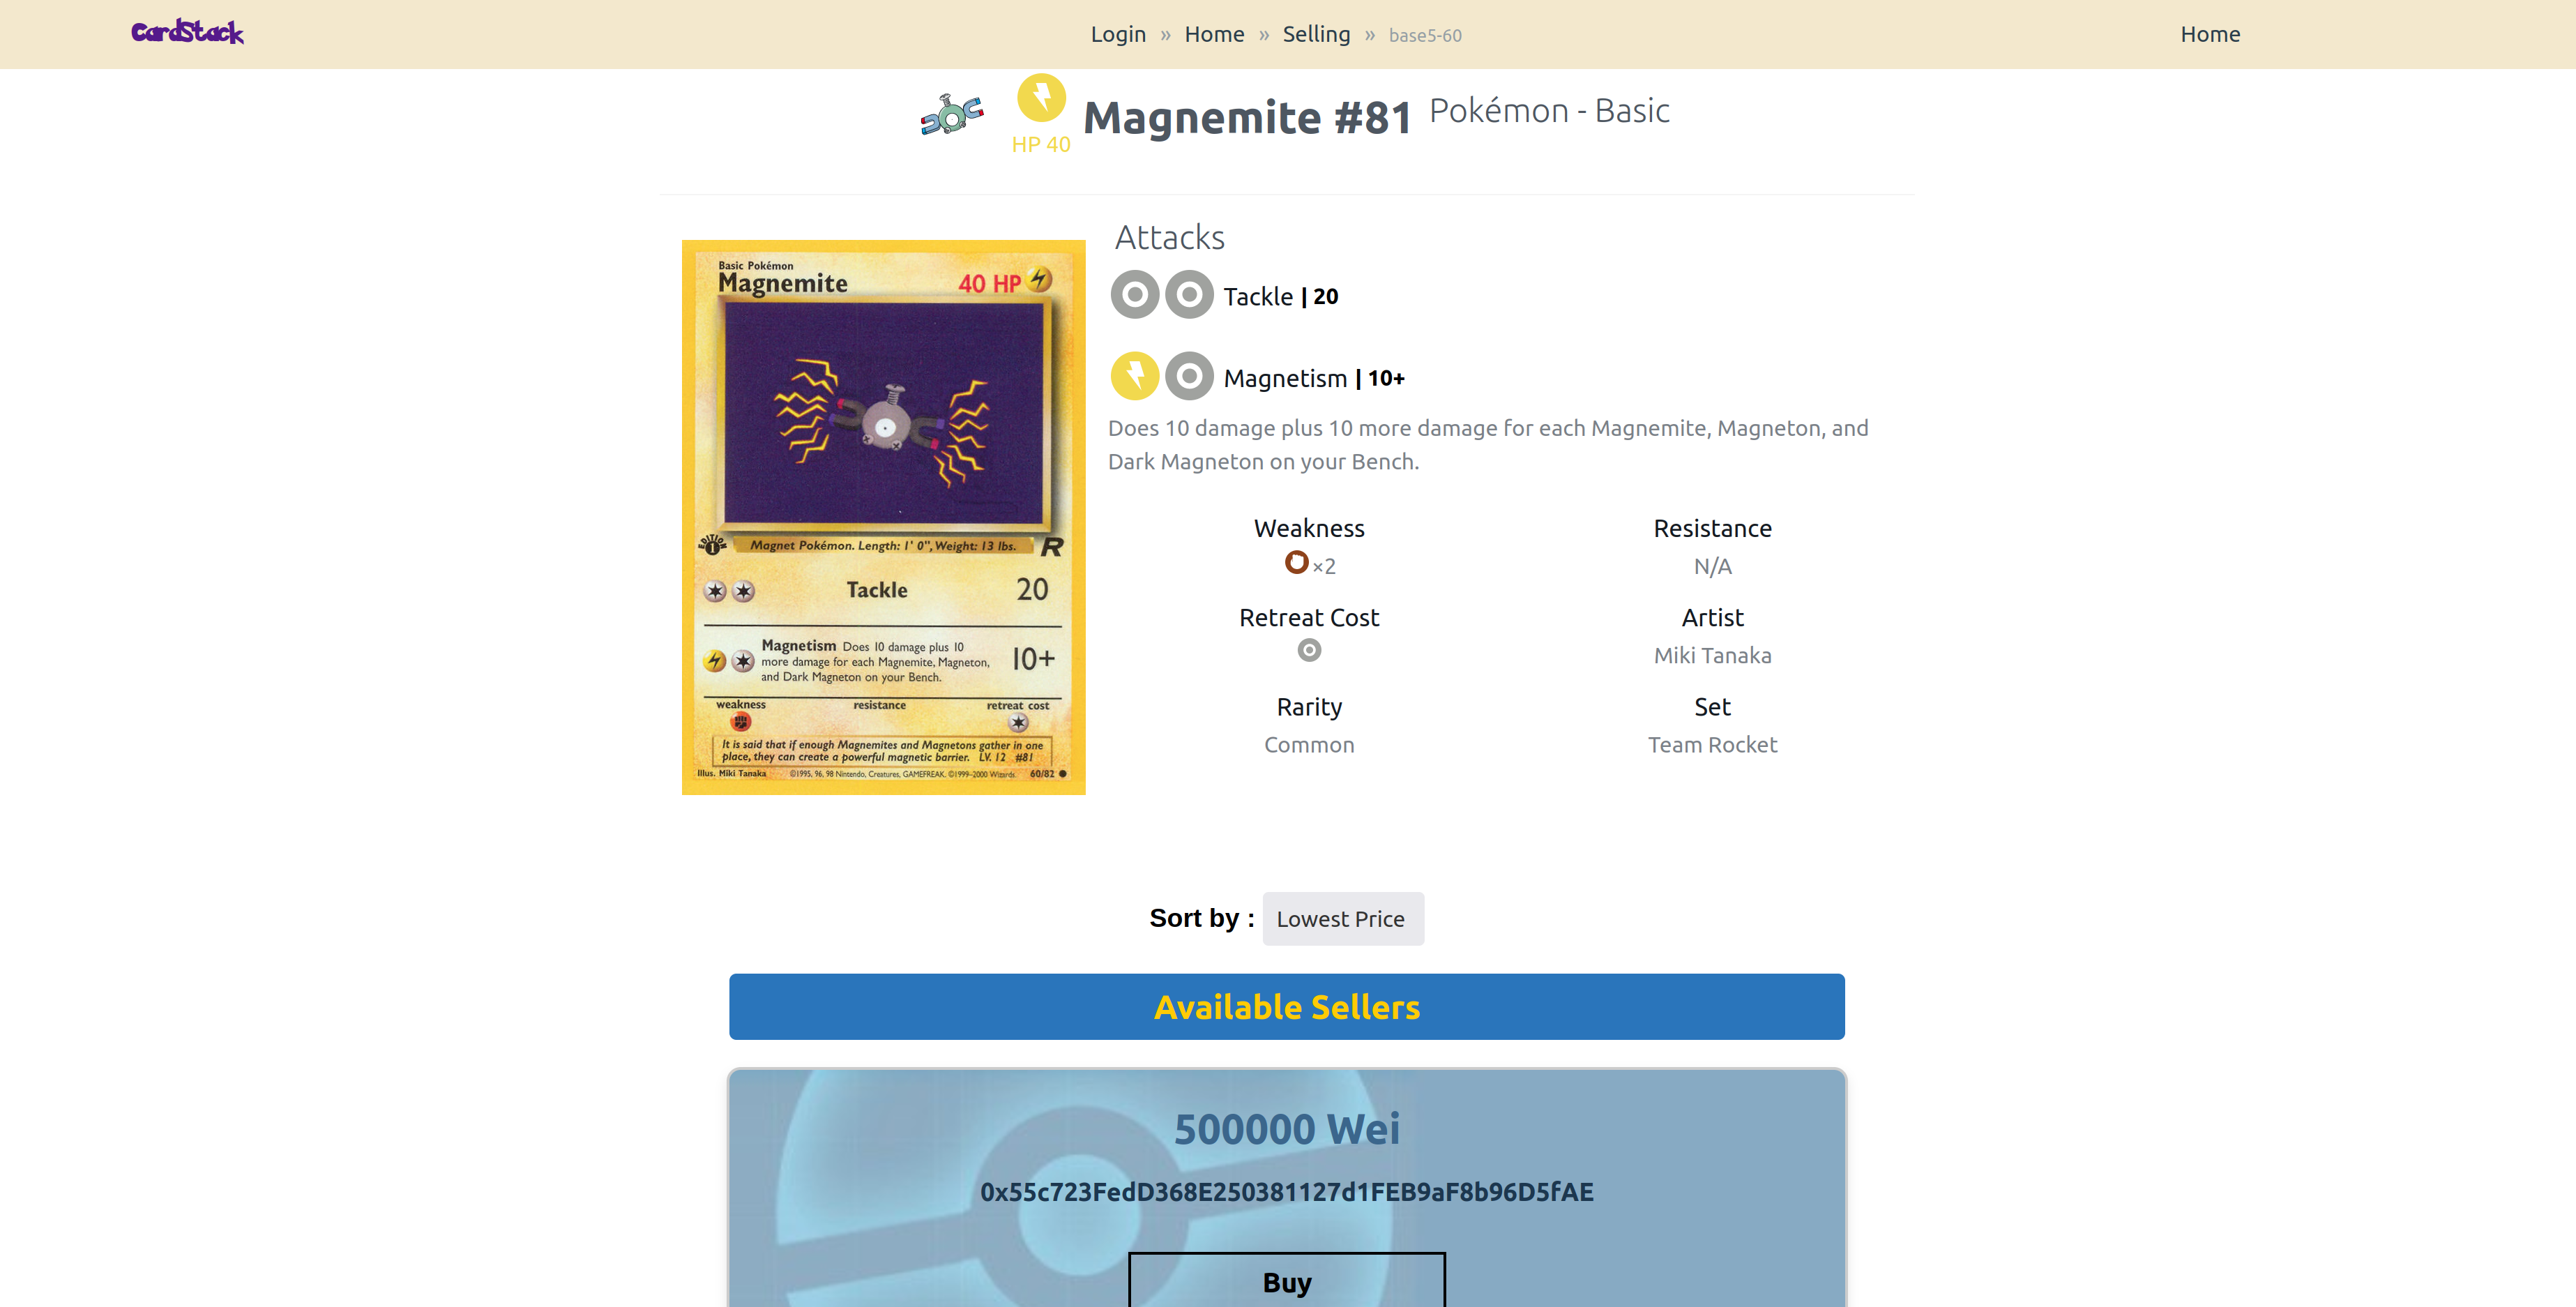 CardStack
Login » Home » Selling » base5-60
Home
HP 40
Magnemite #81 Pokémon - Basic
Basic Pokémon
Magnemite 40 HP
EDITION
1
Magnet Pokémon. Length: 1' 0", Weight: 13 lbs.
R
Tackle 20
Magnetism Does 10 damage plus 10
more damage for each Magnemite, Magneton,
and Dark Magneton on your Bench.
10+
weakness resistance retreat cost
It is said that if enough Magnemites and Magnetons gather in one
place, they can create a powerful magnetic barrier. LV. 12 #81
Illus. Miki Tanaka ©1995, 96, 98 Nintendo, Creatures, GAMEFREAK. ©1999-2000 Wizards. 60/82
Attacks
Tackle | 20
Magnetism | 10+
Does 10 damage plus 10 more damage for each Magnemite, Magneton, and
Dark Magneton on your Bench.
Weakness Resistance
×2 N/A
Retreat Cost Artist
Miki Tanaka
Rarity Set
Common Team Rocket
Sort by : Lowest Price
Available Sellers
500000 Wei
0x55c723FedD368E250381127d1FEB9aF8b96D5fAE
Buy